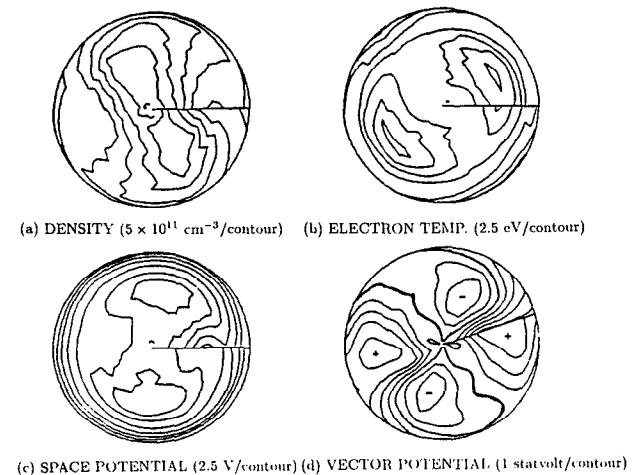 (a) DENSITY (5 × 10¹¹ cm⁻³/contour) (b) ELECTRON TEMP. (2.5 eV/contour)
- +
+ -
(c) SPACE POTENTIAL (2.5 V/contour) (d) VECTOR POTENTIAL (1 statvolt/contour)